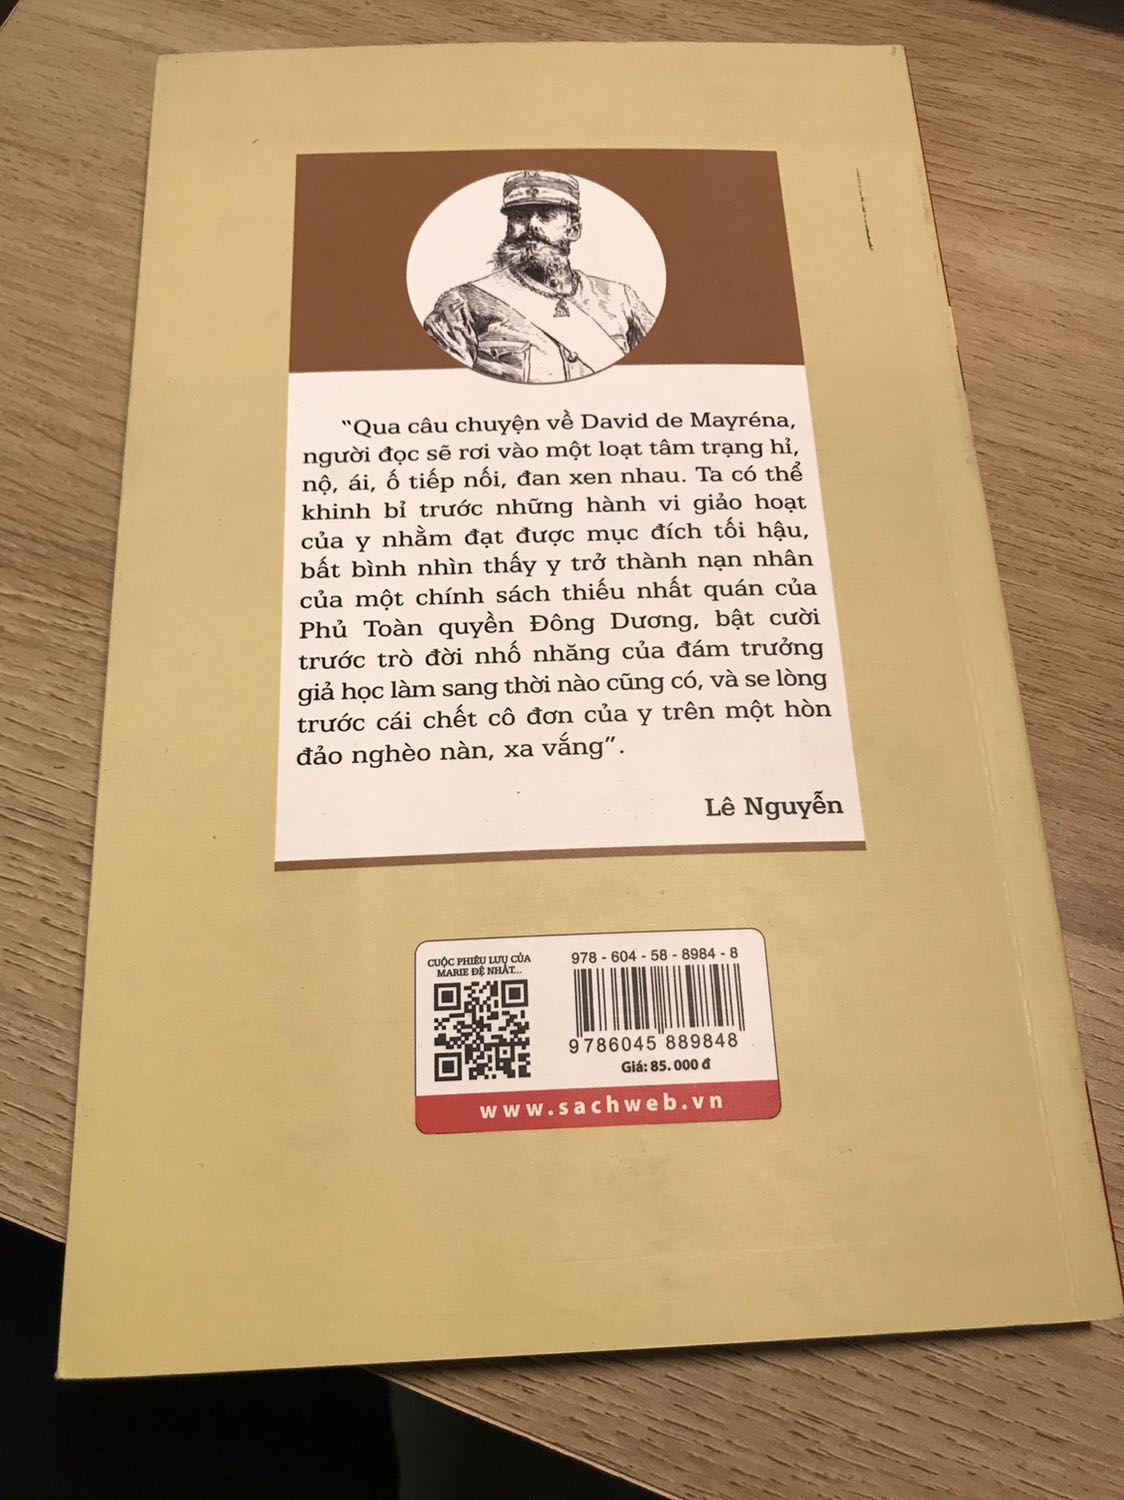 “Qua câu chuyện về David de Mayréna,
người đọc sẽ rơi vào một loạt tâm trạng hỉ,
nộ, ái, ố tiếp nối, đan xen nhau. Ta có thể
khinh bỉ trước những hành vi giảo hoạt
của y nhằm đạt được mục đích tối hậu,
bất bình nhìn thấy y trở thành nạn nhân
của một chính sách thiếu nhất quán của
Phủ Toàn quyền Đông Dương, bật cười
trước trò đời nhố nhăng của đám trưởng
giả học làm sang thời nào cũng có, và se lòng
trước cái chết cô đơn của y trên một hòn
đảo nghèo nàn, xa vắng”.
Lê Nguyễn
CUỘC PHIÊU LƯU CỦA
MARIE ĐỆ NHẤT...
978 - 604 - 58 - 8984 - 8
9 786045 889848
Giá: 85.000 đ
www.sachweb.vn